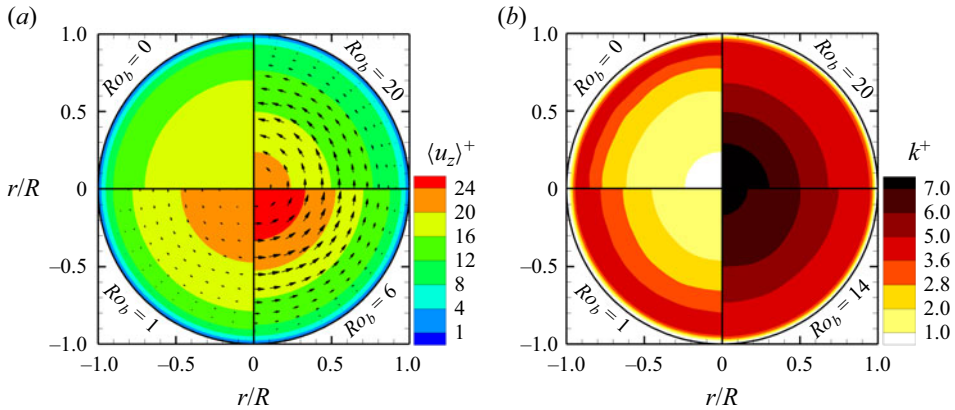 (a)
1.0
0.5
0
−0.5
−1.0
r/R
−1.0
−0.5
0
0.5
1.0
r/R
Ro_b = 0
Ro_b = 20
Ro_b = 1
Ro_b = 6
⟨u_z⟩⁺
24
20
16
12
8
4
1
(b)
1.0
0.5
0
−0.5
−1.0
−1.0
−0.5
0
0.5
1.0
r/R
Ro_b = 0
Ro_b = 20
Ro_b = 1
Ro_b = 14
k⁺
7.0
6.0
5.0
3.6
2.8
2.0
1.0